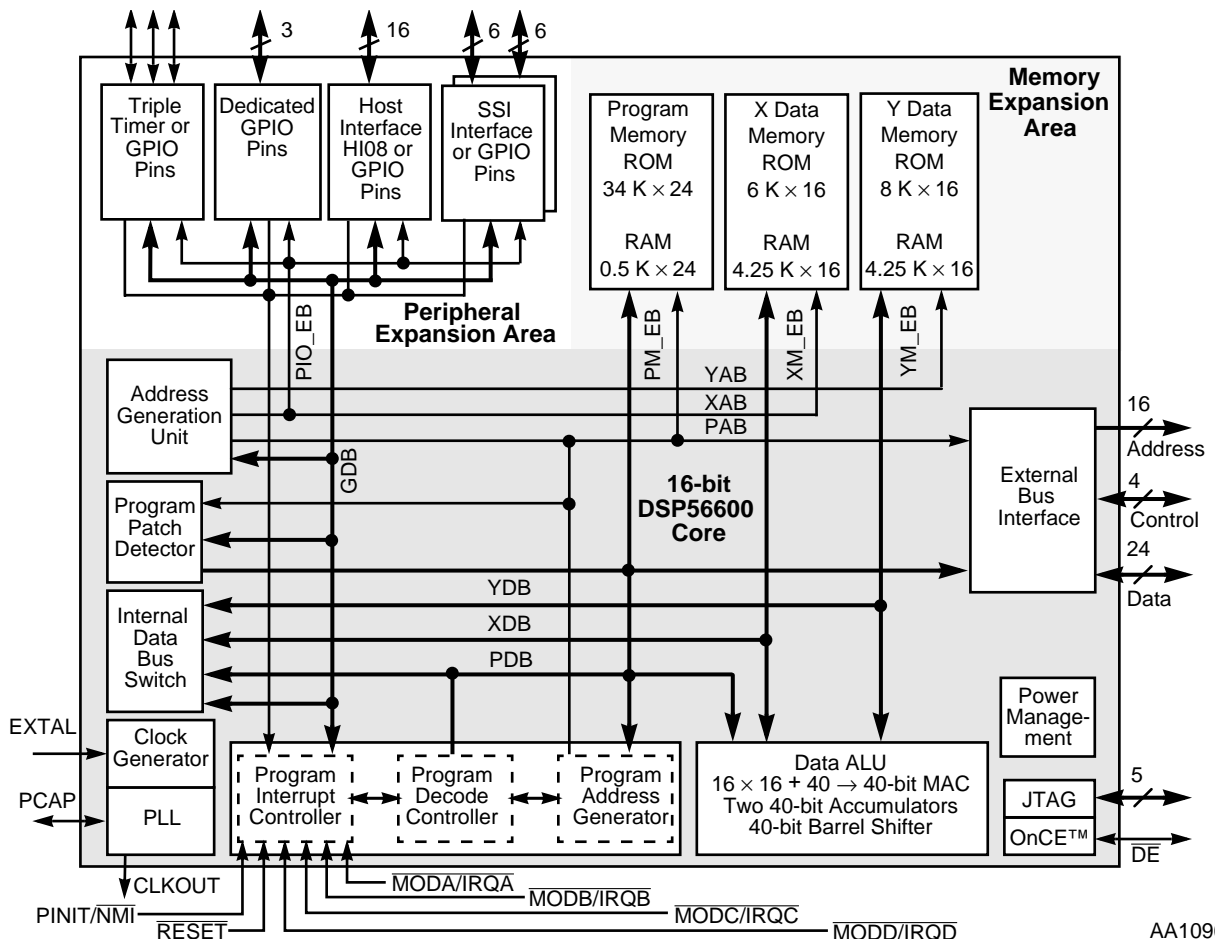 3
16
6
6
Triple
Timer or
GPIO
Pins
Dedicated
GPIO
Pins
Host
Interface
HI08 or
GPIO
Pins
SSI
Interface
or GPIO
Pins
Program
Memory
ROM
34 K × 24
RAM
0.5 K × 24
X Data
Memory
ROM
6 K × 16
RAM
4.25 K × 16
Y Data
Memory
ROM
8 K × 16
RAM
4.25 K × 16
Memory
Expansion
Area
Peripheral
Expansion Area
PIO_EB
PM_EB
XM_EB
YM_EB
Address
Generation
Unit
YAB
XAB
PAB
GDB
Program
Patch
Detector
16-bit
DSP56600
Core
External
Bus
Interface
16
Address
4
Control
24
Data
Internal
Data
Bus
Switch
YDB
XDB
PDB
EXTAL
Clock
Generator
PCAP
PLL
Program
Interrupt
Controller
Program
Decode
Controller
Program
Address
Generator
Data ALU
16 × 16 + 40 → 40-bit MAC
Two 40-bit Accumulators
40-bit Barrel Shifter
Power
Manage-
ment
JTAG
OnCE™
5
DE
CLKOUT
PINIT/NMI
RESET
MODA/IRQA
MODB/IRQB
MODC/IRQC
MODD/IRQD